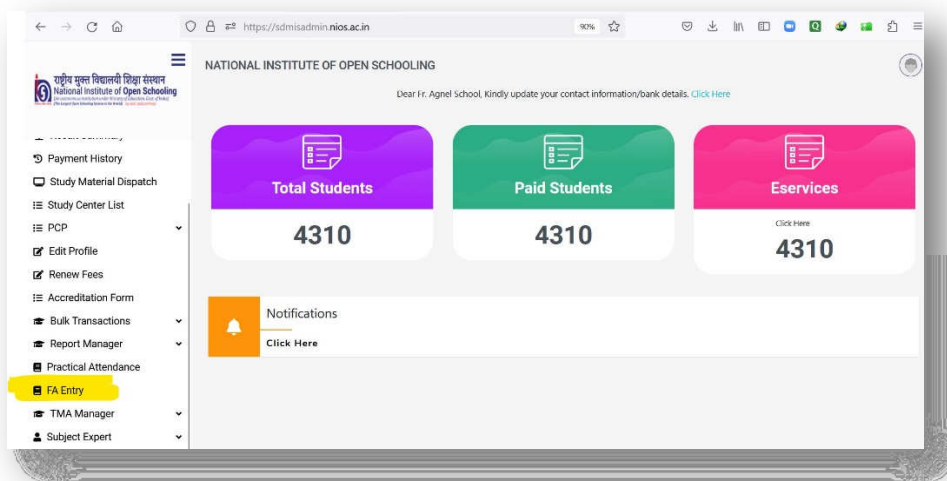 https://sdmisadmin.nios.ac.in
90%
राष्ट्रीय मुक्त विद्यालयी शिक्षा संस्थान
National Institute of Open Schooling
NATIONAL INSTITUTE OF OPEN SCHOOLING
Dear Fr. Agnel School, Kindly update your contact information/bank details. Click Here
Payment History
Study Material Dispatch
Study Center List
PCP
Edit Profile
Renew Fees
Accreditation Form
Bulk Transactions
Report Manager
Practical Attendance
FA Entry
TMA Manager
Subject Expert
Total Students
4310
Paid Students
4310
Eservices
Click Here
4310
Notifications
Click Here